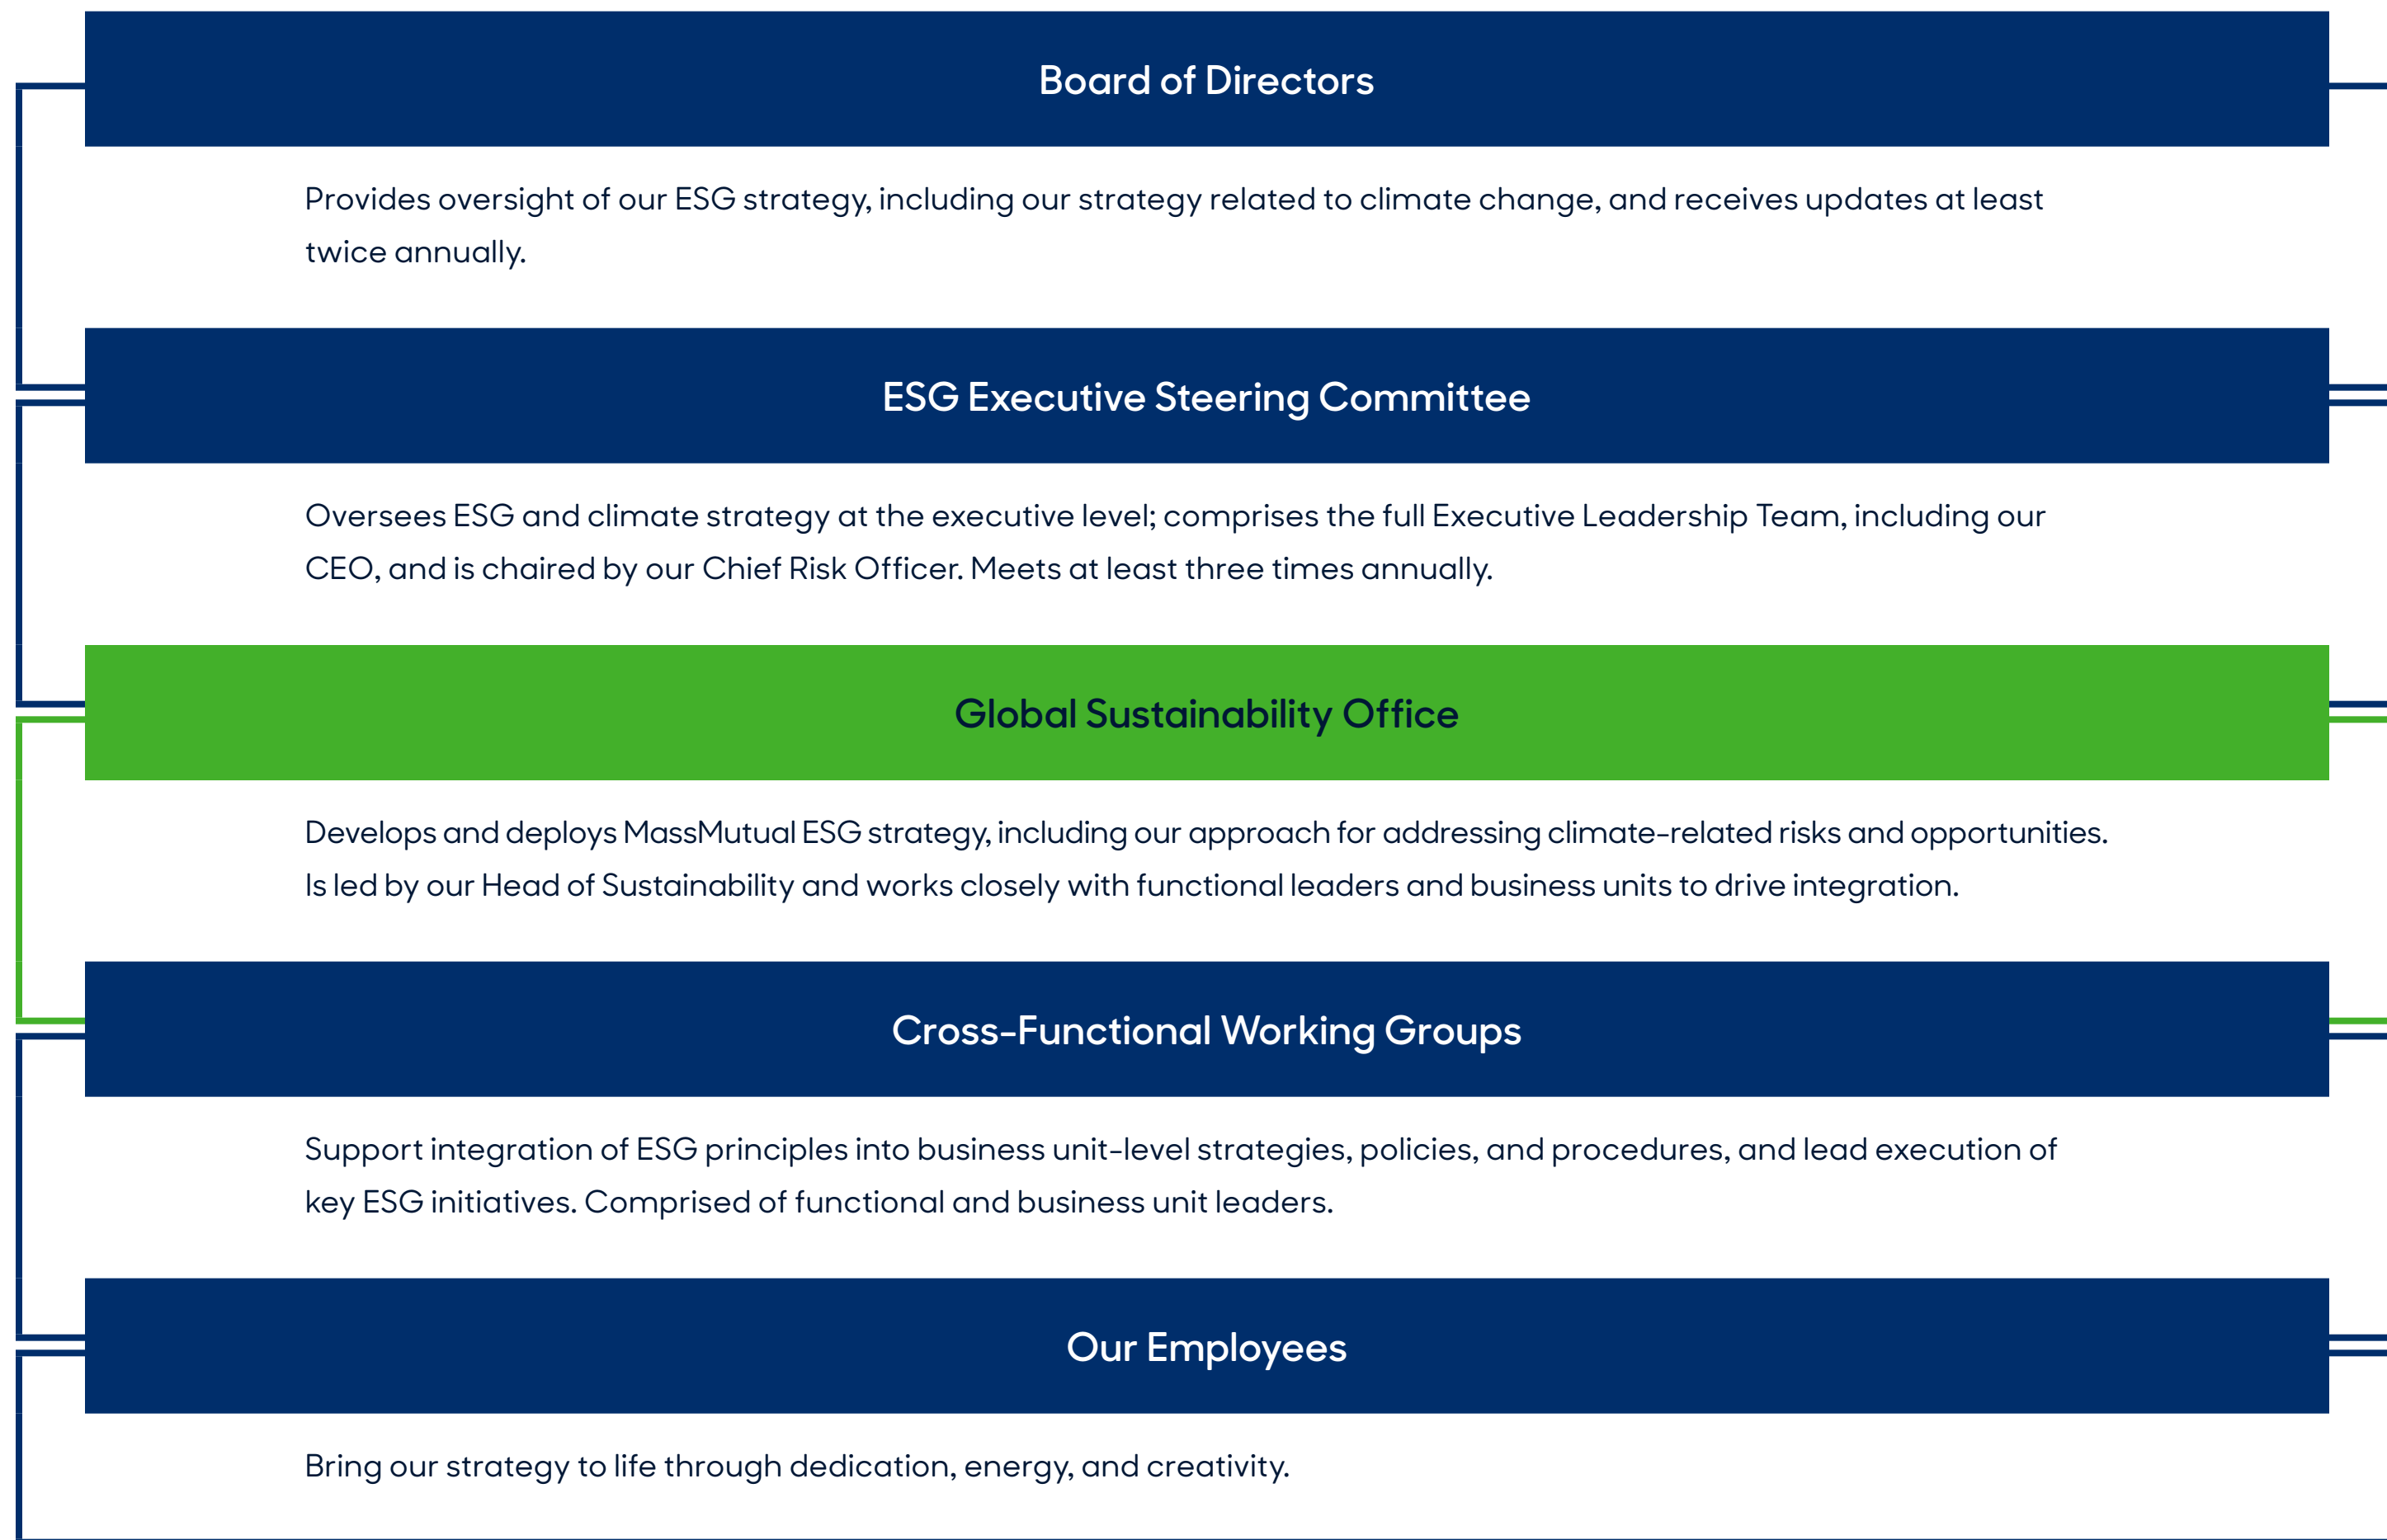 Board of Directors
Provides oversight of our ESG strategy, including our strategy related to climate change, and receives updates at least
twice annually.
ESG Executive Steering Committee
Oversees ESG and climate strategy at the executive level; comprises the full Executive Leadership Team, including our
CEO, and is chaired by our Chief Risk Officer. Meets at least three times annually.
Global Sustainability Office
Develops and deploys MassMutual ESG strategy, including our approach for addressing climate-related risks and opportunities.
Is led by our Head of Sustainability and works closely with functional leaders and business units to drive integration.
Cross-Functional Working Groups
Support integration of ESG principles into business unit-level strategies, policies, and procedures, and lead execution of
key ESG initiatives. Comprised of functional and business unit leaders.
Our Employees
Bring our strategy to life through dedication, energy, and creativity.